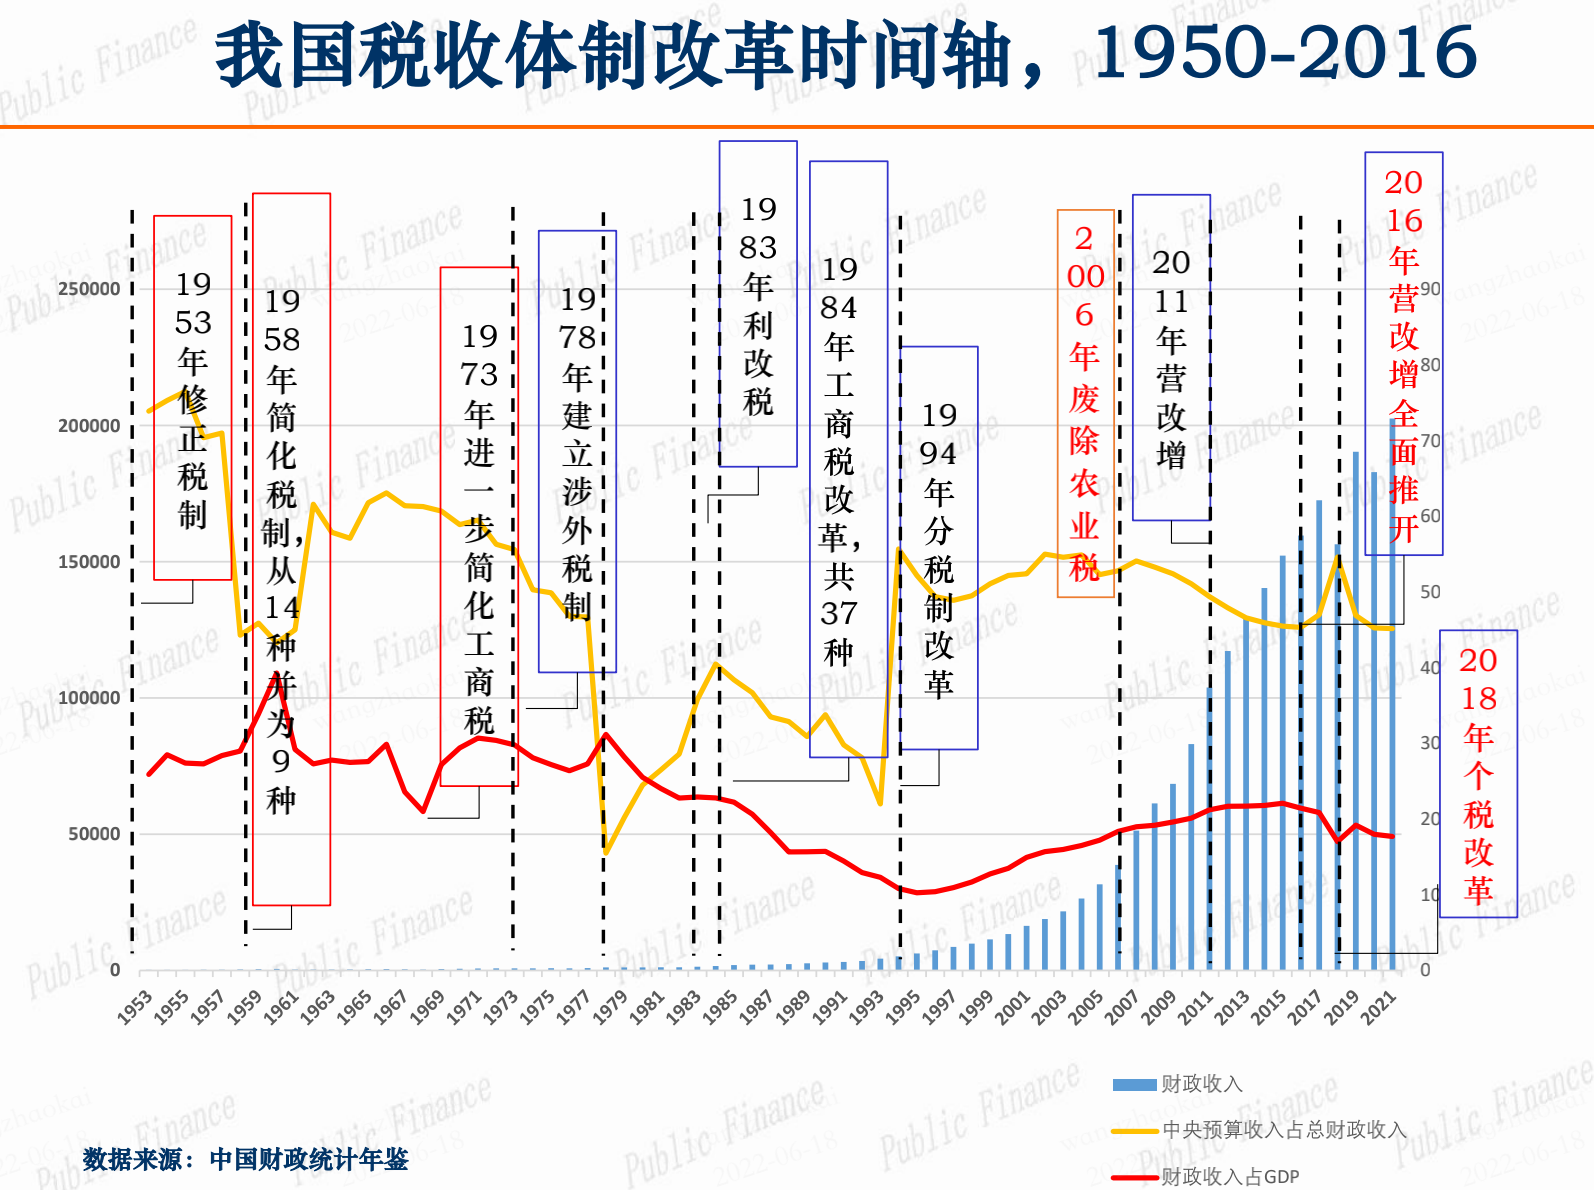 我国税收体制改革时间轴，1950-2016
1953年修正税制
1958年简化税制，从14种并为9种
1973年进一步简化工商税
1978年建立涉外税制
1983年利改税
1984年工商税改革，共37种
1994年分税制改革
2006年废除农业税
2011年营改增
2016年营改增全面推开
2018年个税改革
250000
200000
150000
100000
50000
0
90
80
70
60
50
40
30
20
10
0
1953
1955
1957
1959
1961
1963
1965
1967
1969
1971
1973
1975
1977
1979
1981
1983
1985
1987
1989
1991
1993
1995
1997
1999
2001
2003
2005
2007
2009
2011
2013
2015
2017
2019
2021
财政收入
中央预算收入占总财政收入
财政收入占GDP
数据来源：中国财政统计年鉴
Public Finance
wangzhaokai
2022-06-18